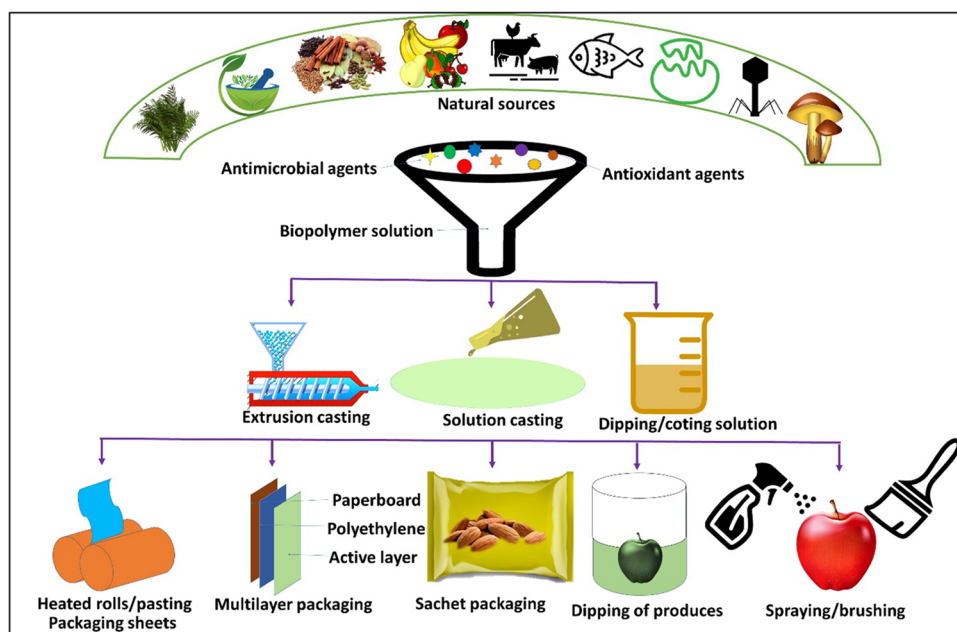 Natural sources
Antimicrobial agents
Antioxidant agents
Biopolymer solution
Extrusion casting
Solution casting
Dipping/coting solution
Paperboard
Polyethylene
Active layer
Heated rolls/pasting
Packaging sheets
Multilayer packaging
Sachet packaging
Dipping of produces
Spraying/brushing